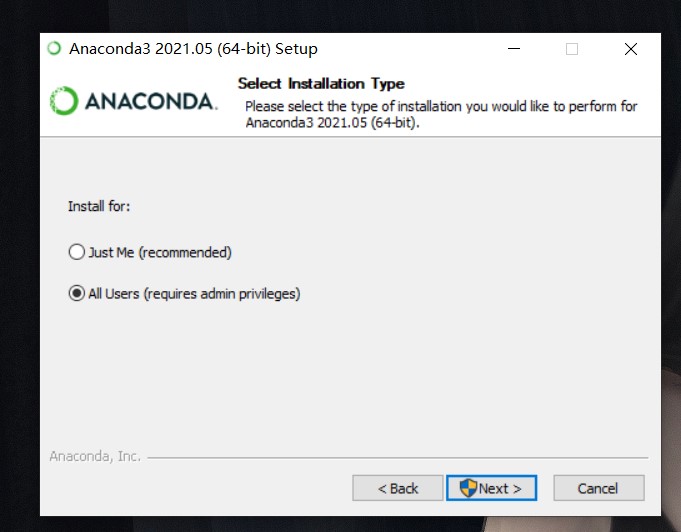 Anaconda3 2021.05 (64-bit) Setup
Select Installation Type
ANACONDA.
Please select the type of installation you would like to perform for
Anaconda3 2021.05 (64-bit).
Install for:
Just Me (recommended)
All Users (requires admin privileges)
Anaconda, Inc.
< Back Next > Cancel